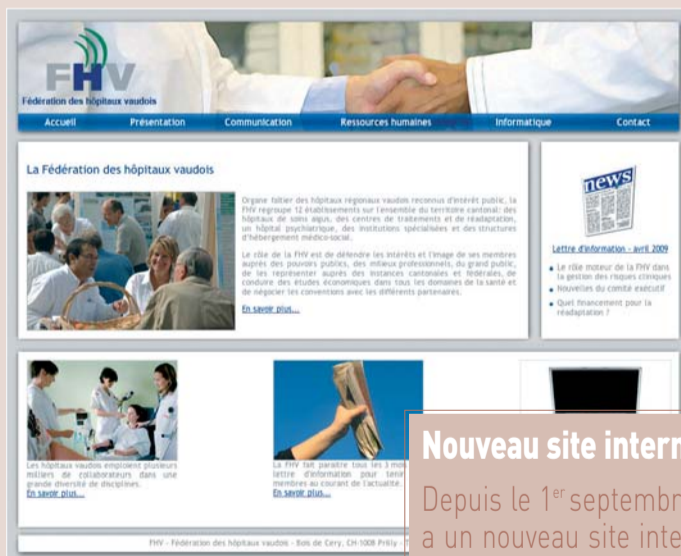 FHV
Fédération des hôpitaux vaudois
Accueil Présentation Communication Ressources humaines Informatique Contact
La Fédération des hôpitaux vaudois
Organe faîtier des hôpitaux régionaux vaudois reconnus d'intérêt public, la
FHV regroupe 12 établissements sur l'ensemble du territoire cantonal: des
hôpitaux de soins aigus, des centres de traitements et de réadaptation,
un hôpital psychiatrique, des institutions spécialisées et des structures
d'hébergement médico-social.
Le rôle de la FHV est de défendre les intérêts et l'image de ses membres
auprès des pouvoirs publics, des milieux professionnels, du grand public,
de les représenter auprès des instances cantonales et fédérales, de
conduire des études économiques dans tous les domaines de la santé et
de négocier les conventions avec les différents partenaires.
En savoir plus...
news
Lettre d'information - avril 2009
Le rôle moteur de la FHV dans
la gestion des risques cliniques
Nouvelles du comité exécutif
Quel financement pour la
réadaptation ?
Les hôpitaux vaudois emploient plusieurs
milliers de collaborateurs dans une
grande diversité de disciplines.
En savoir plus...
La FHV fait paraître tous les 3 mois
lettre d'information pour tenir
membres au courant de l'actualité.
En savoir plus...
Nouveau site intern
Depuis le 1er septembr
a un nouveau site inte
FHV - Fédération des hôpitaux vaudois - Bois de Cery, CH-1008 Prilly - T